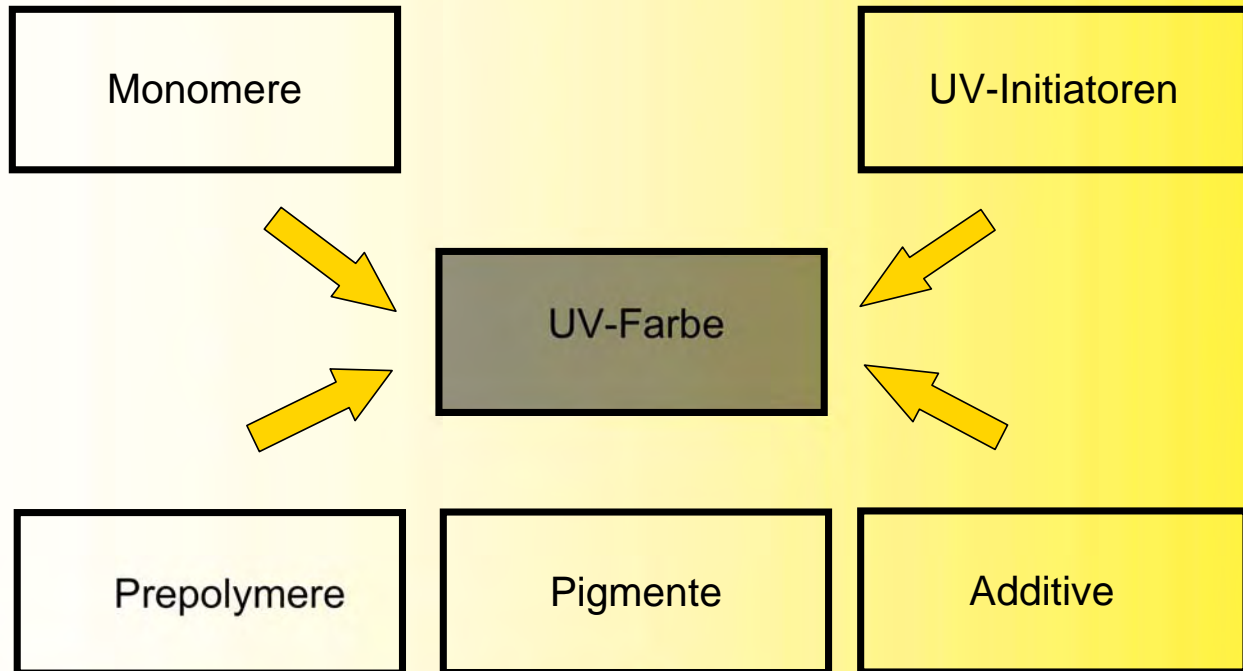 Monomere
UV-Initiatoren
UV-Farbe
Prepolymere
Pigmente
Additive